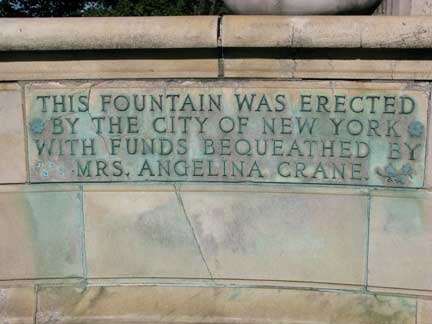 THIS FOUNTAIN WAS ERECTED
BY THE CITY OF NEW YORK
WITH FUNDS BEQUEATHED BY
MRS. ANGELINA CRANE.